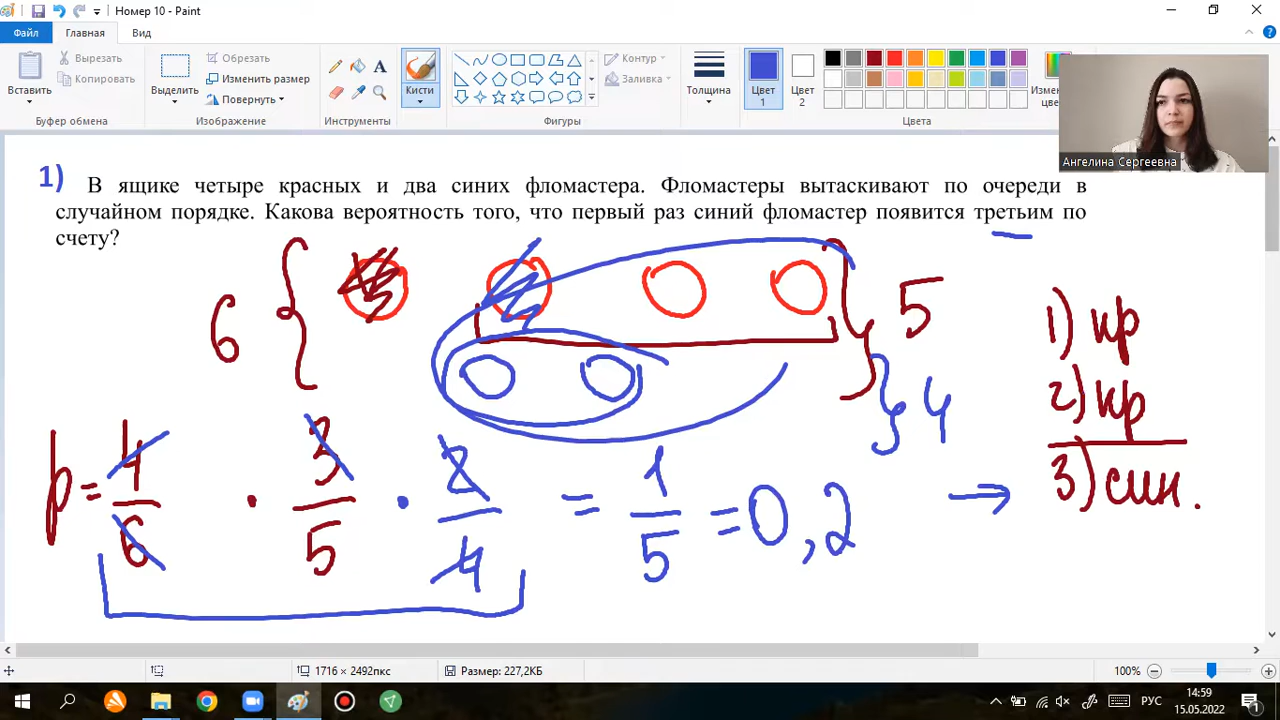 Номер 10 - Paint
Файл Главная Вид
Вставить
Вырезать
Копировать
Буфер обмена
Выделить
Обрезать
Изменить размер
Повернуть
Изображение
A
Инструменты
Кисти
Контур
Заливка
Фигуры
Толщина
Цвет 1
Цвет 2
Цвета
Ангелина Сергеевна
1) В ящике четыре красных и два синих фломастера. Фломастеры вытаскивают по очереди в
случайном порядке. Какова вероятность того, что первый раз синий фломастер появится третьим по
счету?
6 { } 5
} 4
1) кр
2) кр
→ 3) син.
p = 4/6 · 3/5 · 2/4 = 1/5 = 0,2
1716 × 2492пкс
Размер: 227,2КБ
100%
РУС
14:59
15.05.2022
1